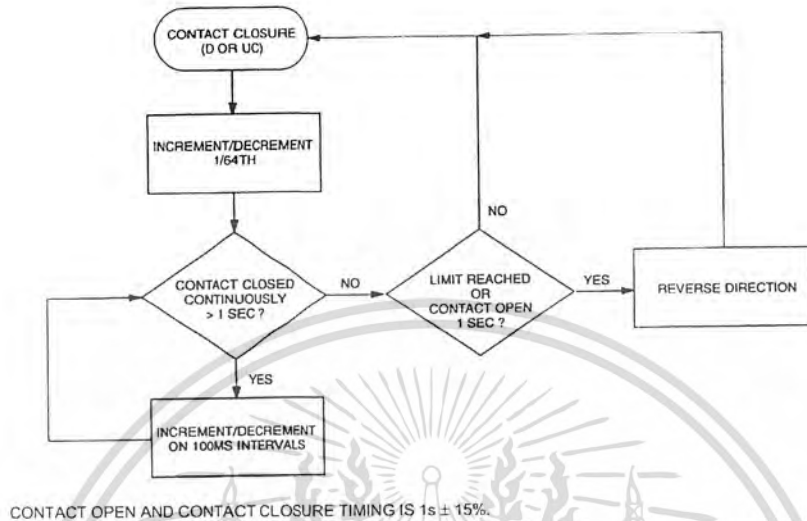 CONTACT CLOSURE
(D OR UC)
INCREMENT/DECREMENT
1/64TH
CONTACT CLOSED
CONTINUOUSLY
> 1 SEC ?
NO
LIMIT REACHED
OR
CONTACT OPEN
1 SEC ?
NO
YES
REVERSE DIRECTION
YES
INCREMENT/DECREMENT
ON 100MS INTERVALS
CONTACT OPEN AND CONTACT CLOSURE TIMING IS 1s ± 15%.